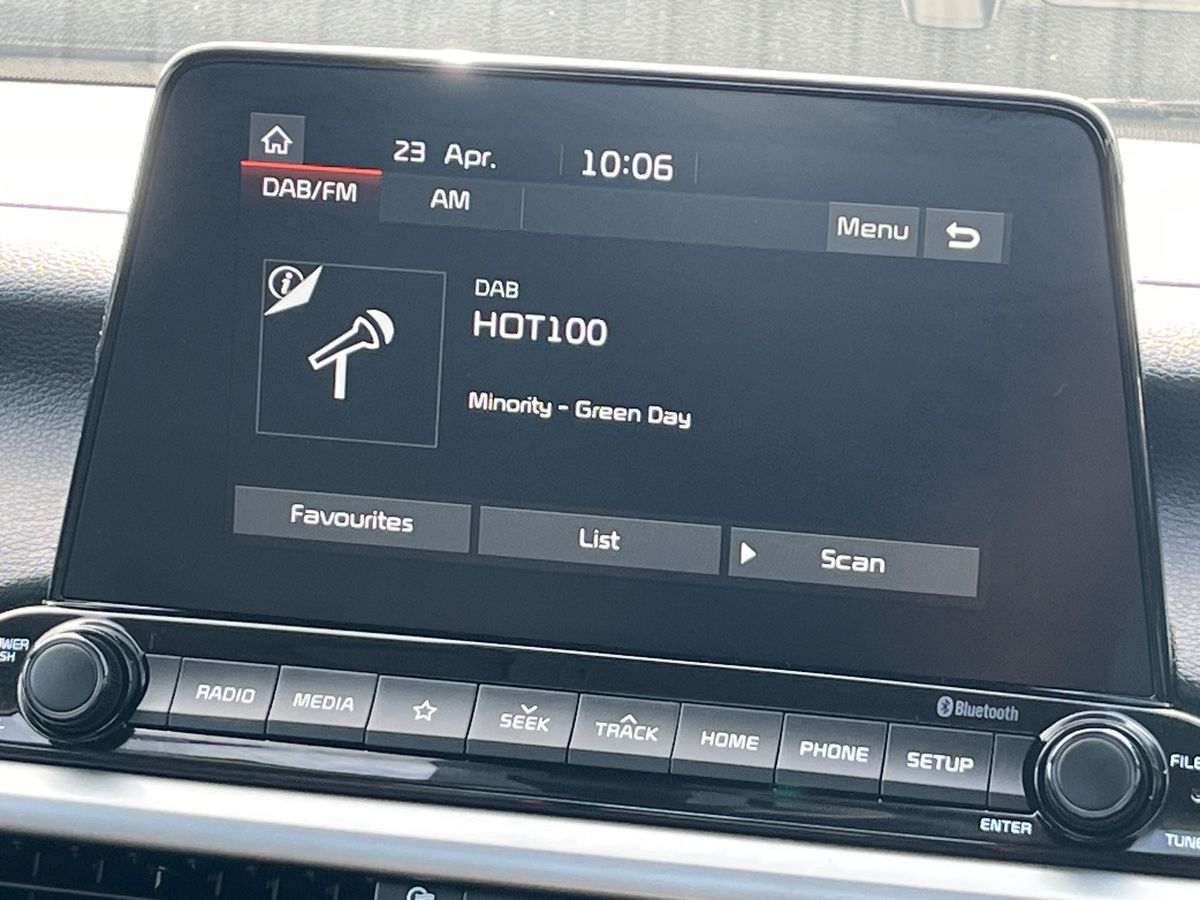 23 Apr. 10:06
DAB/FM AM Menu
DAB
HOT100
Minority - Green Day
Favourites List Scan
RADIO MEDIA SEEK TRACK HOME PHONE SETUP
Bluetooth
ENTER